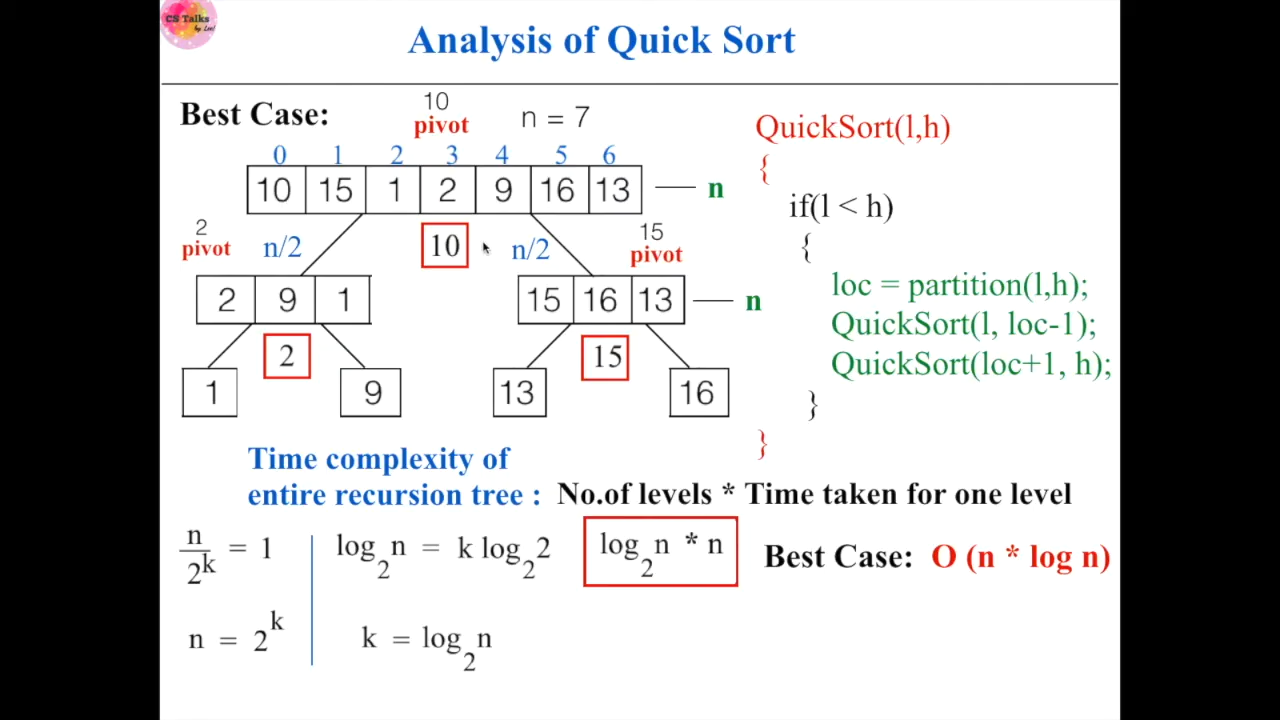 CS Talks
by Lee!
Analysis of Quick Sort
Best Case:
10
pivot
n = 7
0 1 2 3 4 5 6
10 15 1 2 9 16 13
n
2
pivot
n/2
10
n/2
15
pivot
2 9 1
15 16 13
n
2
15
1
9
13
16
QuickSort(l,h)
{
if(l < h)
{
loc = partition(l,h);
QuickSort(l, loc-1);
QuickSort(loc+1, h);
}
}
Time complexity of
entire recursion tree : No.of levels * Time taken for one level
n/2^k = 1
n = 2^k
log₂n = k log₂2
k = log₂n
log₂n * n
Best Case: O (n * log n)